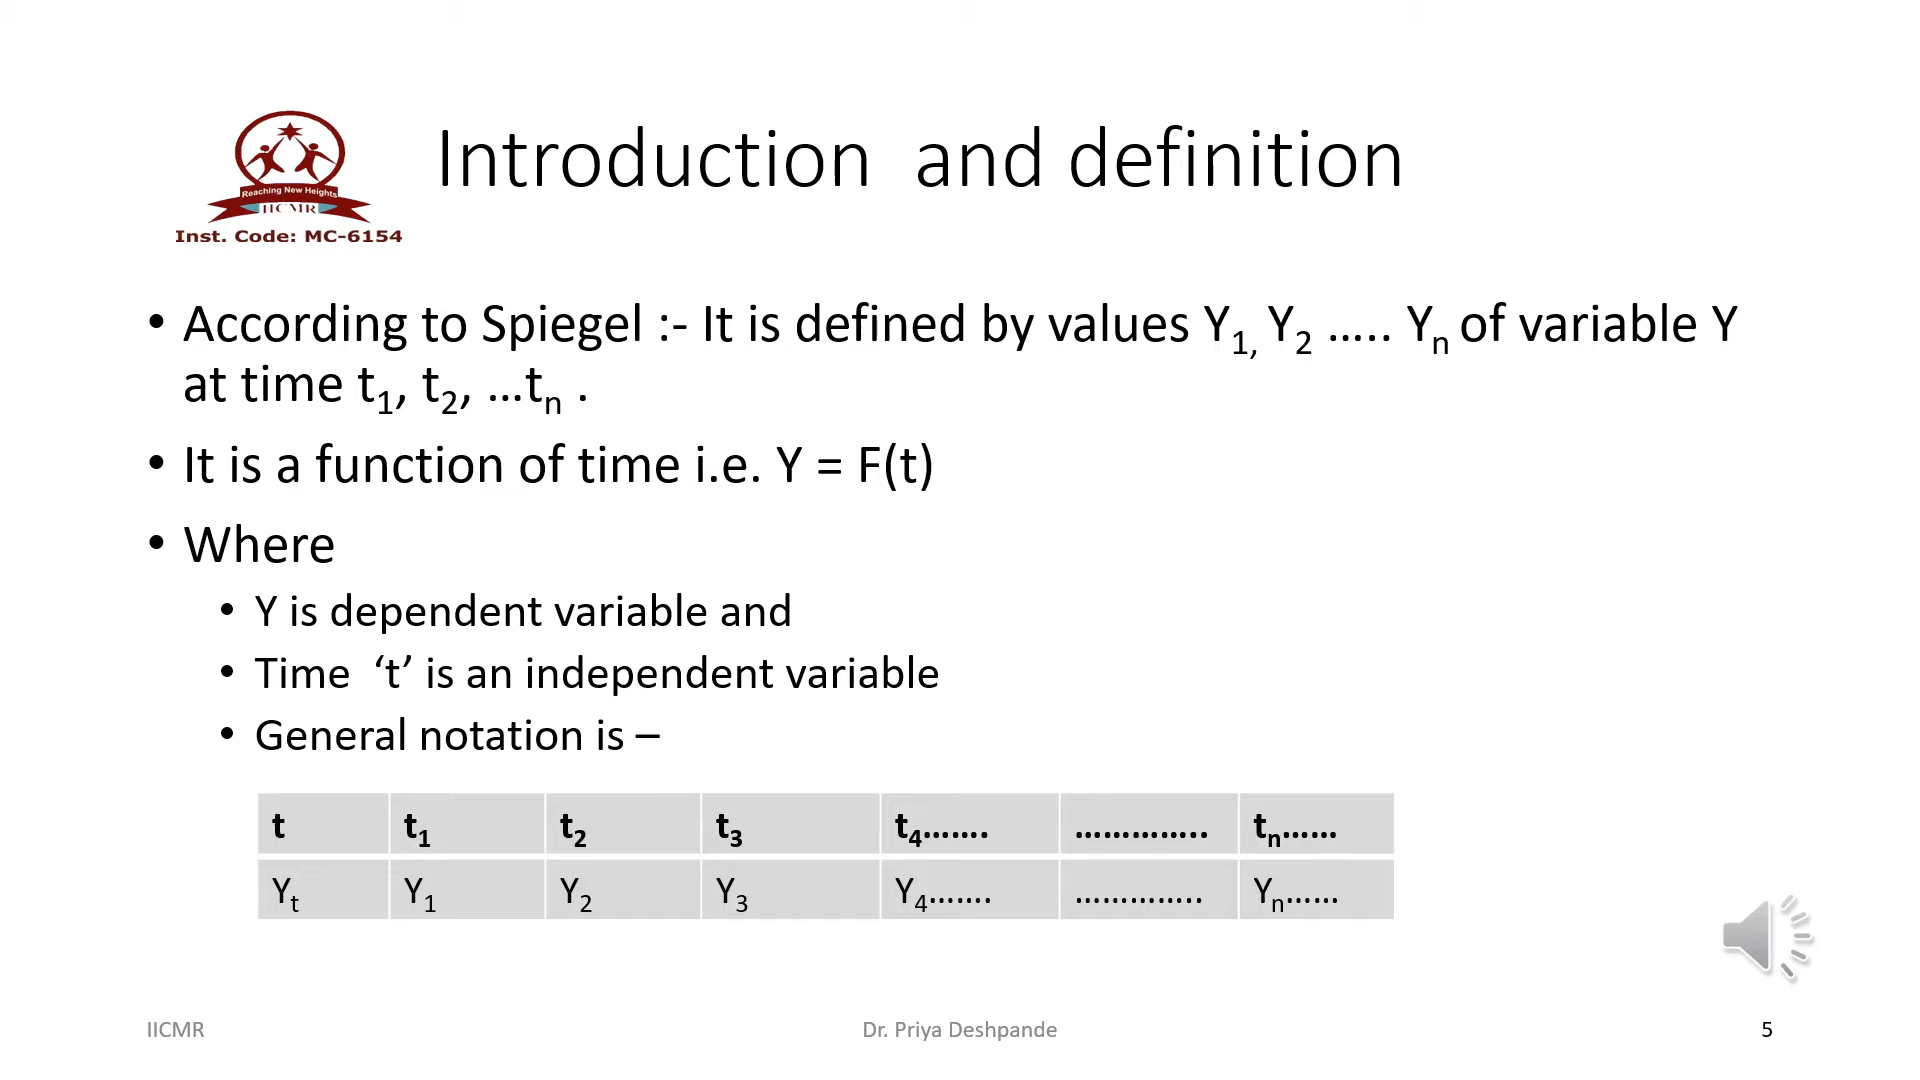 Reaching New Heights
IICMR
Inst. Code: MC-6154
Introduction and definition
• According to Spiegel :- It is defined by values Y1, Y2 ….. Yn of variable Y
at time t1, t2, …tn .
• It is a function of time i.e. Y = F(t)
• Where
• Y is dependent variable and
• Time ‘t’ is an independent variable
• General notation is –
t t1 t2 t3 t4……. ………….. tn……
Yt Y1 Y2 Y3 Y4……. ………….. Yn……
IICMR Dr. Priya Deshpande 5